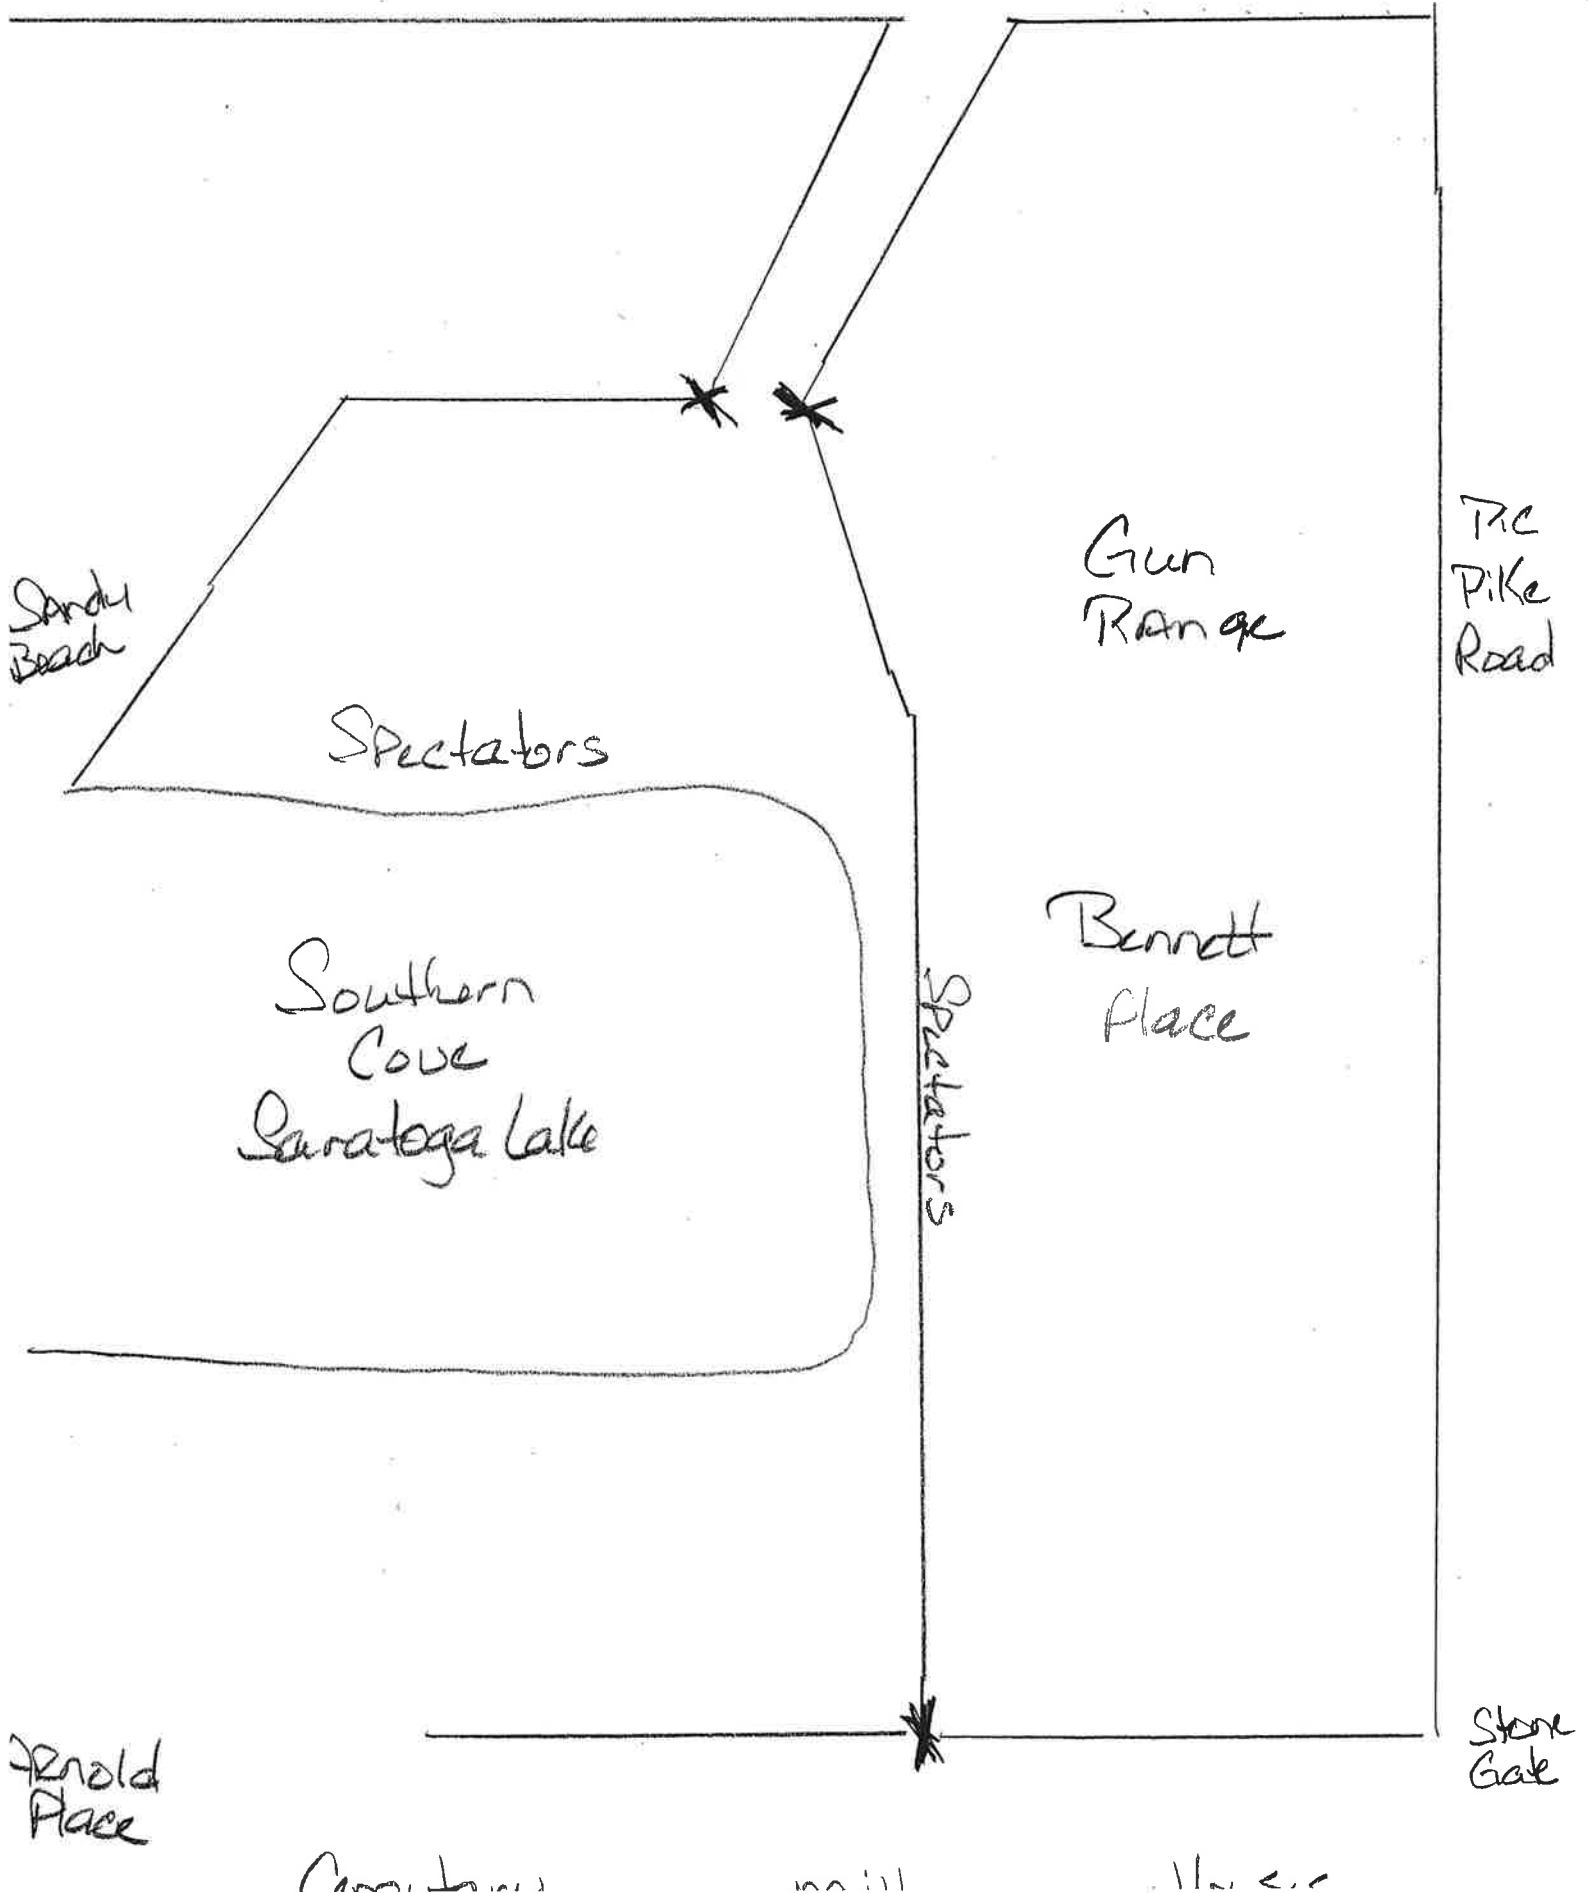 Gun
Range
Pic
Pike
Road
Sandy
Beach
Spectators
Bennett
Place
Southern
Cove
Saratoga Lake
Spectators
Stone
Gate
Arnold
Place